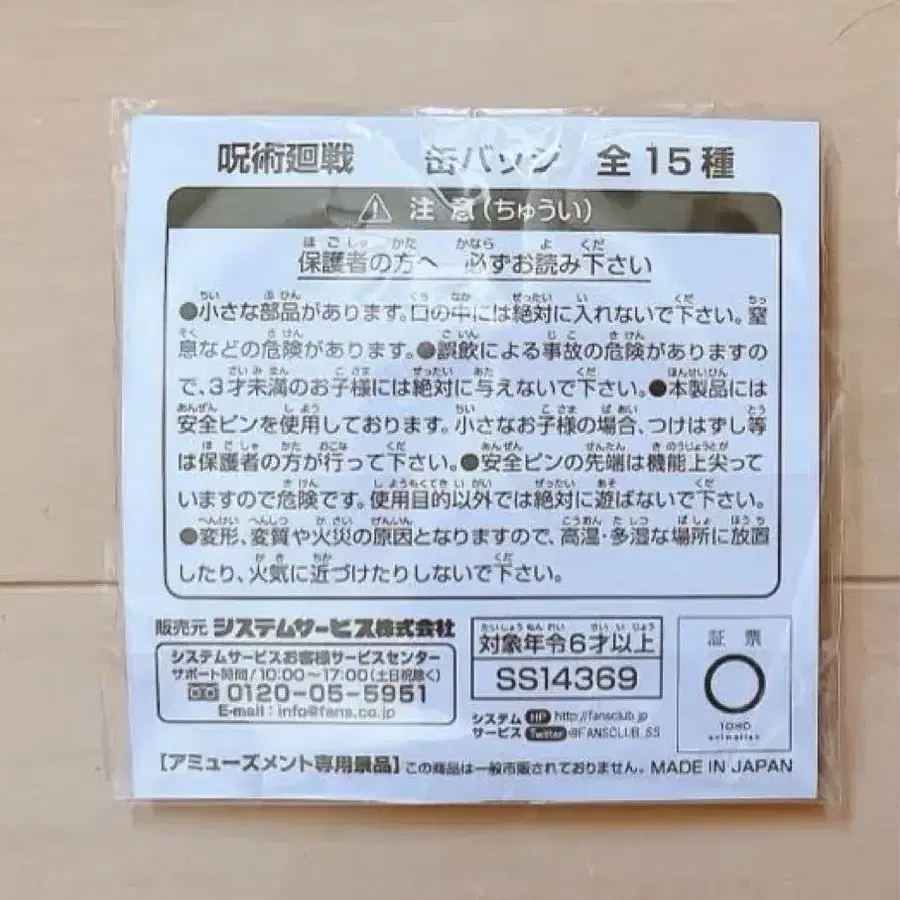 呪術廻戦 缶バッジ 全15種
注意(ちゅうい)
保護者の方へ 必ずお読み下さい
●小さな部品があります。口の中には絶対に入れないで下さい。窒
息などの危険があります。●誤飲による事故の危険がありますの
で、3才未満のお子様には絶対に与えないで下さい。●本製品には
安全ピンを使用しております。小さなお子様の場合、つけはずし等
は保護者の方が行って下さい。●安全ピンの先端は機能上尖って
いますので危険です。使用目的以外では絶対に遊ばないで下さい。
●変形、変質や火災の原因となりますので、高温・多湿な場所に放置
したり、火気に近づけたりしないで下さい。
販売元 システムサービス株式会社
システムサービスお客様サービスセンター
サポート時間/10:00~17:00(土日祝除く)
0120-05-5951
E-mail:info@fans.co.jp
対象年令6才以上
SS14369
システムサービス HP http://fansclub.jp
Twitter @FANSCLUB_SS
証票
TOHO
animation
[アミューズメント専用景品] この商品は一般市販されておりません。 MADE IN JAPAN